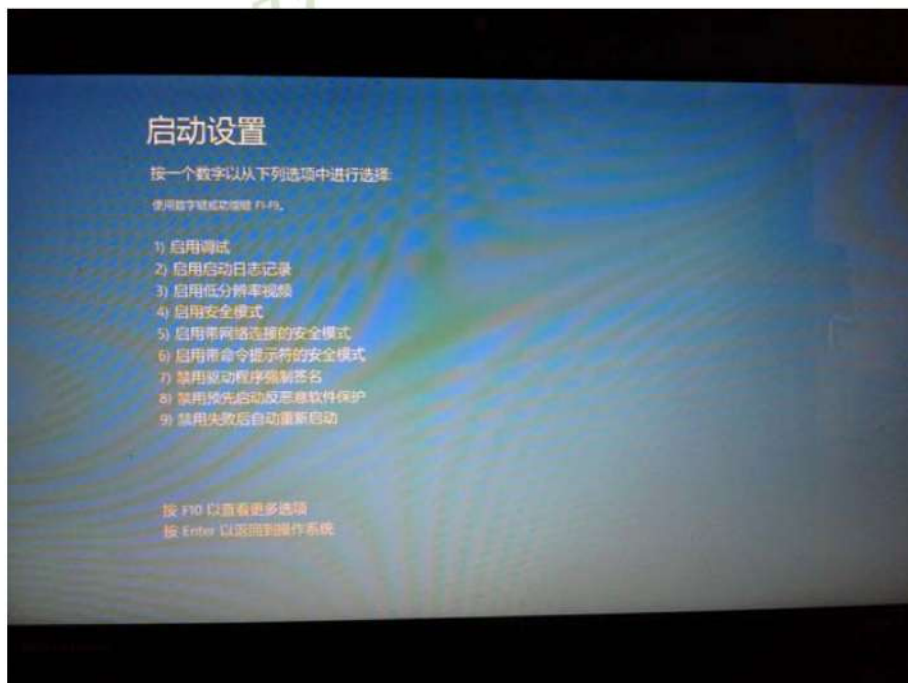 启动设置
按一个数字以从下列选项中进行选择:
使用数字键或功能键 F1-F9。
1) 启用调试
2) 启用启动日志记录
3) 启用低分辨率视频
4) 启用安全模式
5) 启用带网络连接的安全模式
6) 启用带命令提示符的安全模式
7) 禁用驱动程序强制签名
8) 禁用预先启动反恶意软件保护
9) 禁用失败后自动重新启动
按 F10 以查看更多选项
按 Enter 以返回到操作系统